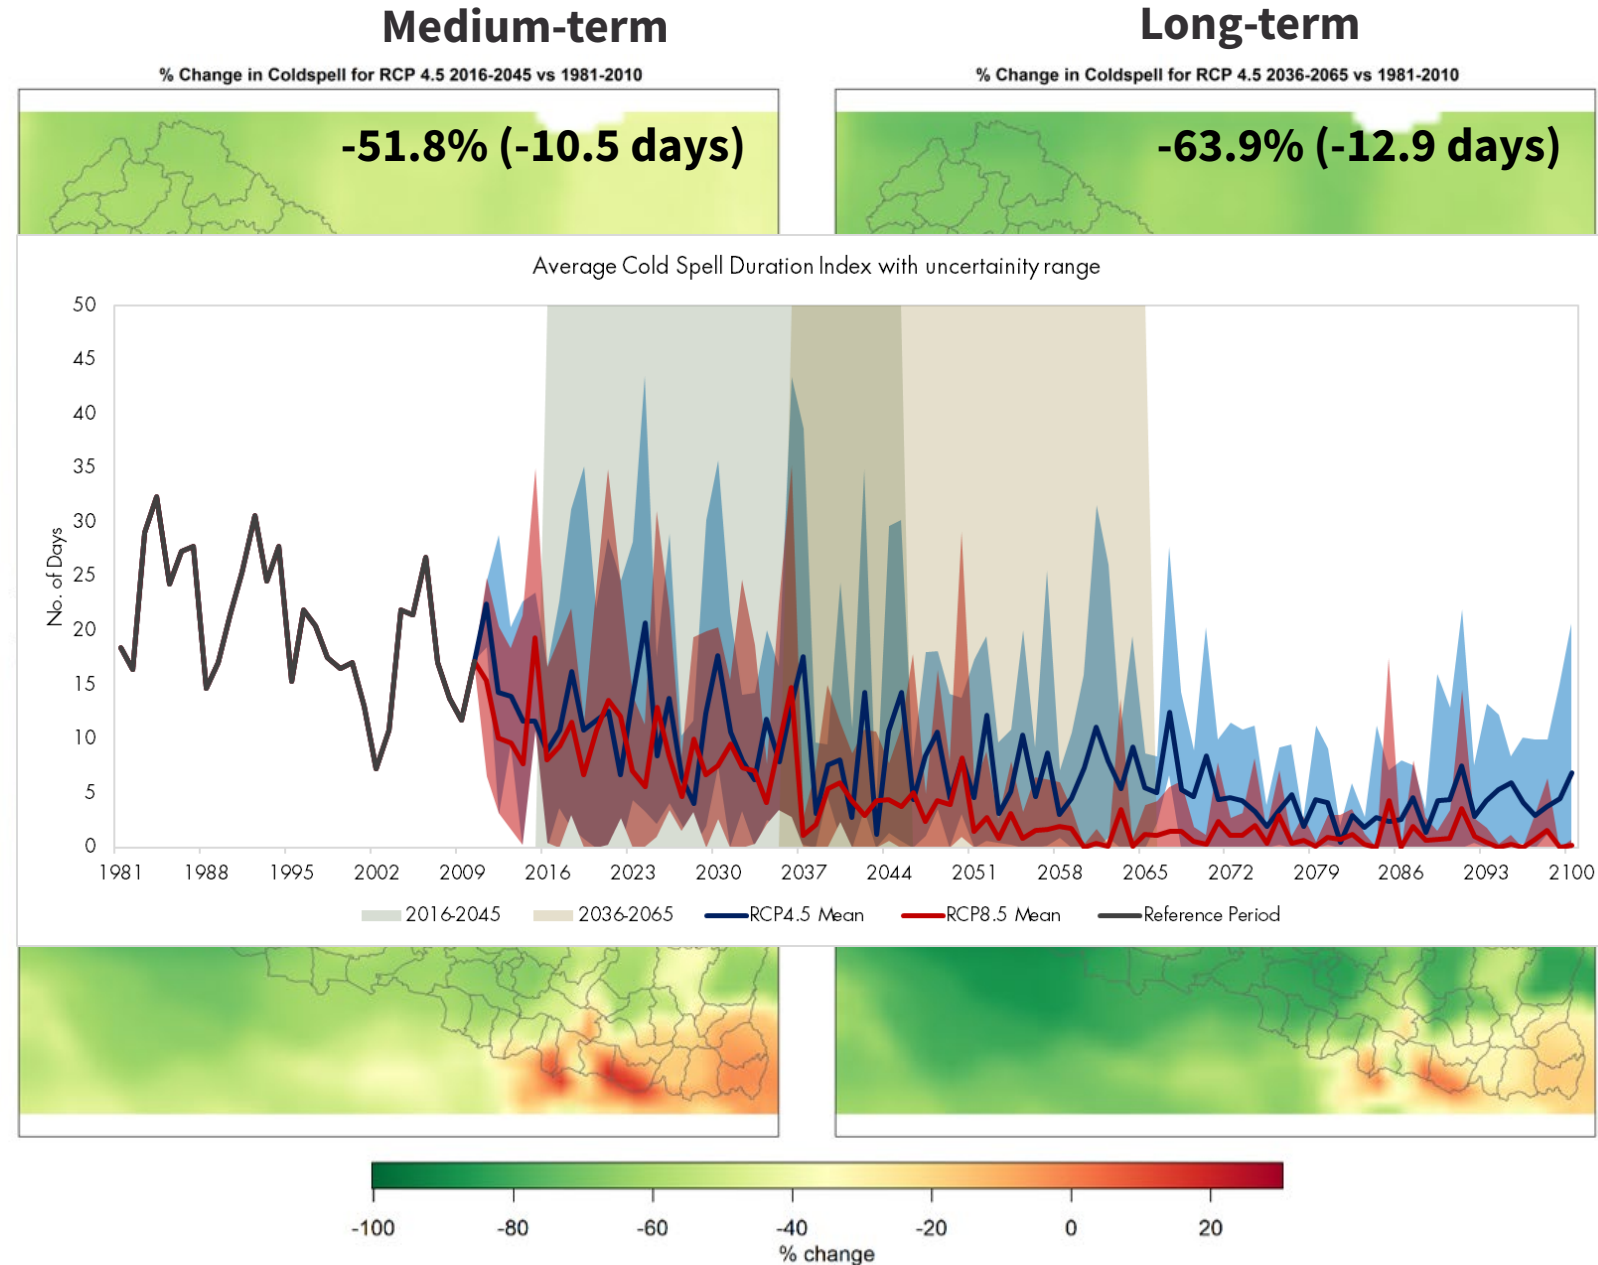 Medium-term
Long-term
% Change in Coldspell for RCP 4.5 2016-2045 vs 1981-2010
% Change in Coldspell for RCP 4.5 2036-2065 vs 1981-2010
-51.8% (-10.5 days)
-63.9% (-12.9 days)
Average Cold Spell Duration Index with uncertainity range
50
45
40
35
30
25
20
15
10
5
0
No. of Days
1981 1988 1995 2002 2009 2016 2023 2030 2037 2044 2051 2058 2065 2072 2079 2086 2093 2100
2016-2045 2036-2065 RCP4.5 Mean RCP8.5 Mean Reference Period
-100 -80 -60 -40 -20 0 20
% change